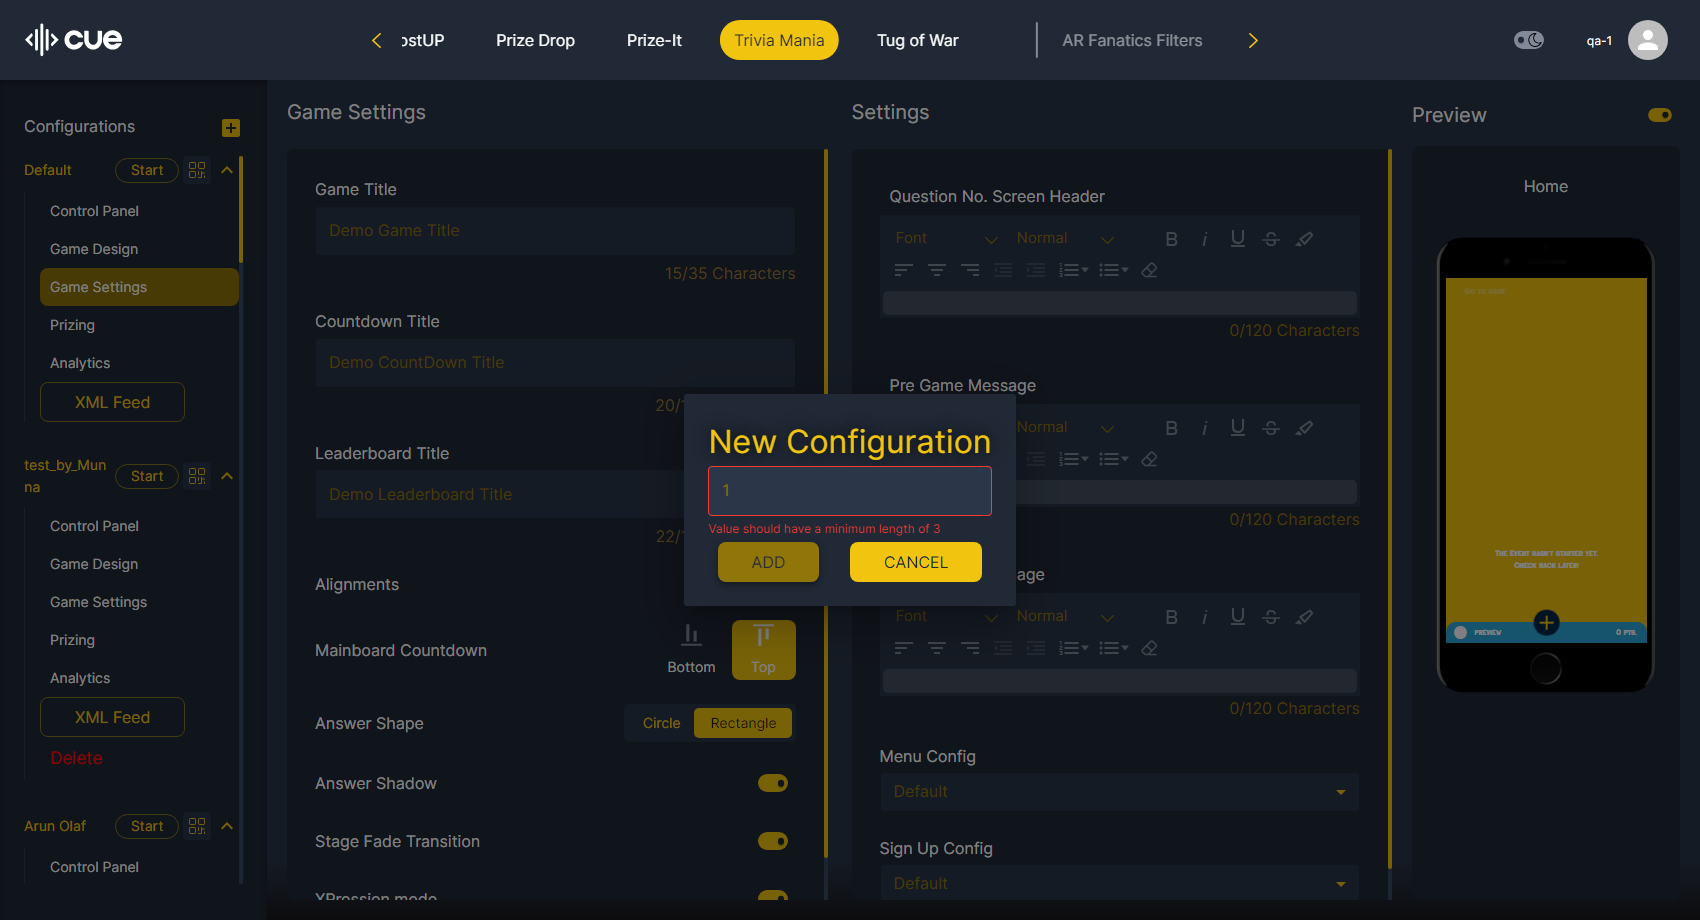 cue
ostUP
Prize Drop
Prize-It
Trivia Mania
Tug of War
AR Fanatics Filters
qa-1
Configurations
Default
Start
Control Panel
Game Design
Game Settings
Prizing
Analytics
XML Feed
test_by_Mun
na
Start
Control Panel
Game Design
Game Settings
Prizing
Analytics
XML Feed
Delete
Arun Olaf
Start
Control Panel
Game Settings
Game Title
Demo Game Title
15/35 Characters
Countdown Title
Demo CountDown Title
20/
Leaderboard Title
Demo Leaderboard Title
22/
Alignments
Mainboard Countdown
Bottom
Top
Answer Shape
Circle
Rectangle
Answer Shadow
Stage Fade Transition
XPression mode
New Configuration
1
Value should have a minimum length of 3
ADD
CANCEL
Settings
Question No. Screen Header
Font
Normal
B i U S
0/120 Characters
Pre Game Message
Normal
B i U S
0/120 Characters
age
Font
Normal
B i U S
0/120 Characters
Menu Config
Default
Sign Up Config
Default
Preview
Home
The Event hasn't started yet.
Check back later!
PREVIEW
0 PTS.